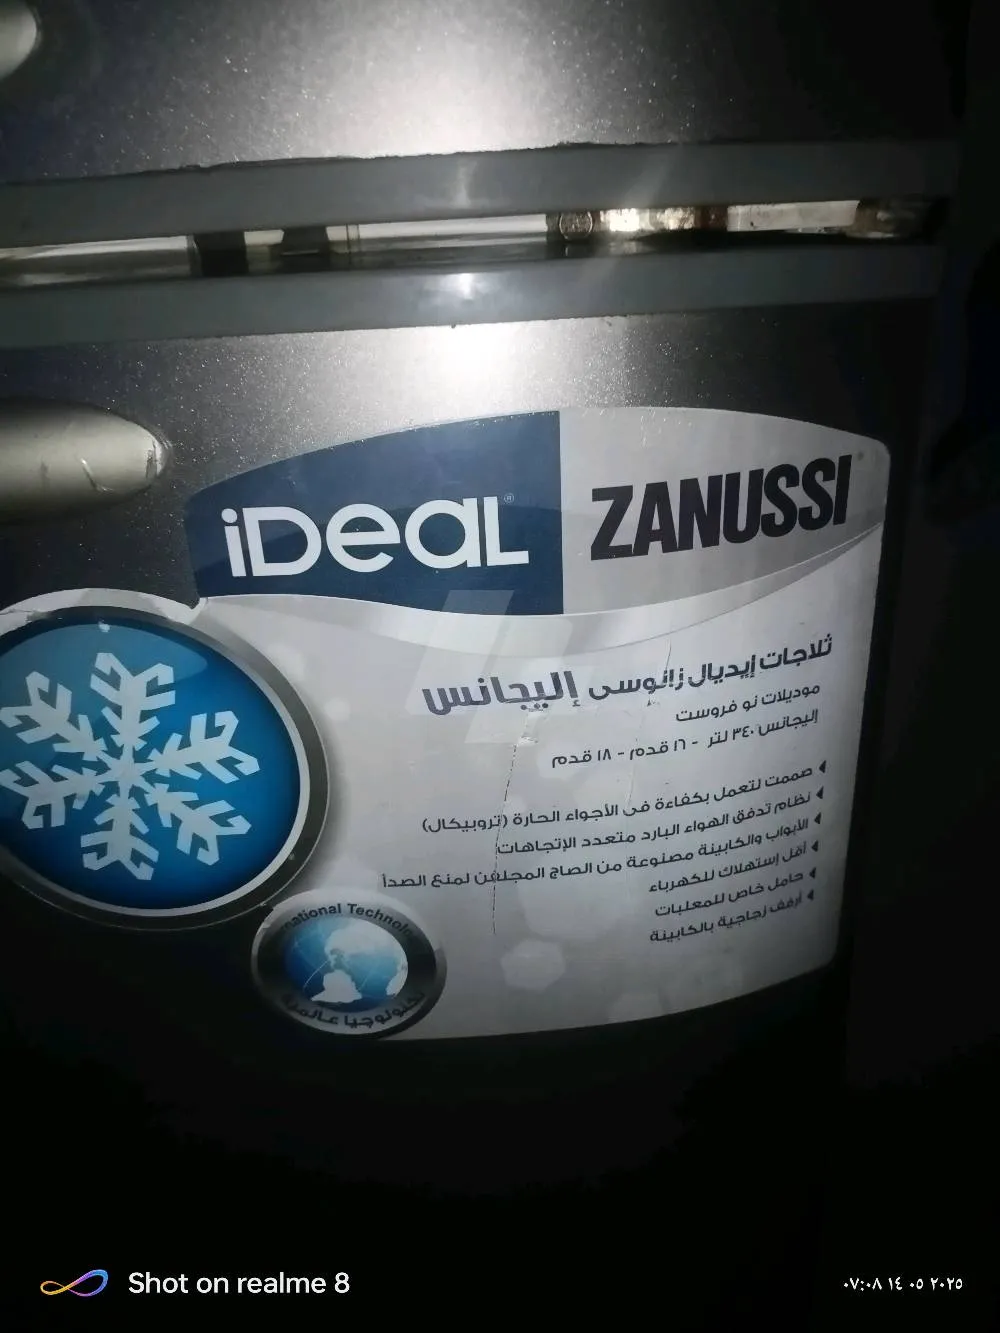 iDeaL®
ZANUSSI
ثلاجات إيديال زانوسى إليجانس
موديلات نو فروست
إليجانس ٣٤٠ لتر - ١٦ قدم - ١٨ قدم
صممت لتعمل بكفاءة فى الأجواء الحارة (تروبيكال)
نظام تدفق الهواء البارد متعدد الإتجاهات
الأبواب والكابينة مصنوعة من الصاج المجلفن لمنع الصدأ
أقل إستهلاك للكهرباء
حامل خاص للمعلبات
أرفف زجاجية بالكابينة
national Technolo
تكنولوجيا عالمية
Shot on realme 8
٢٠٢٥ ٠٥ ١٤ ٠٧:٠٨